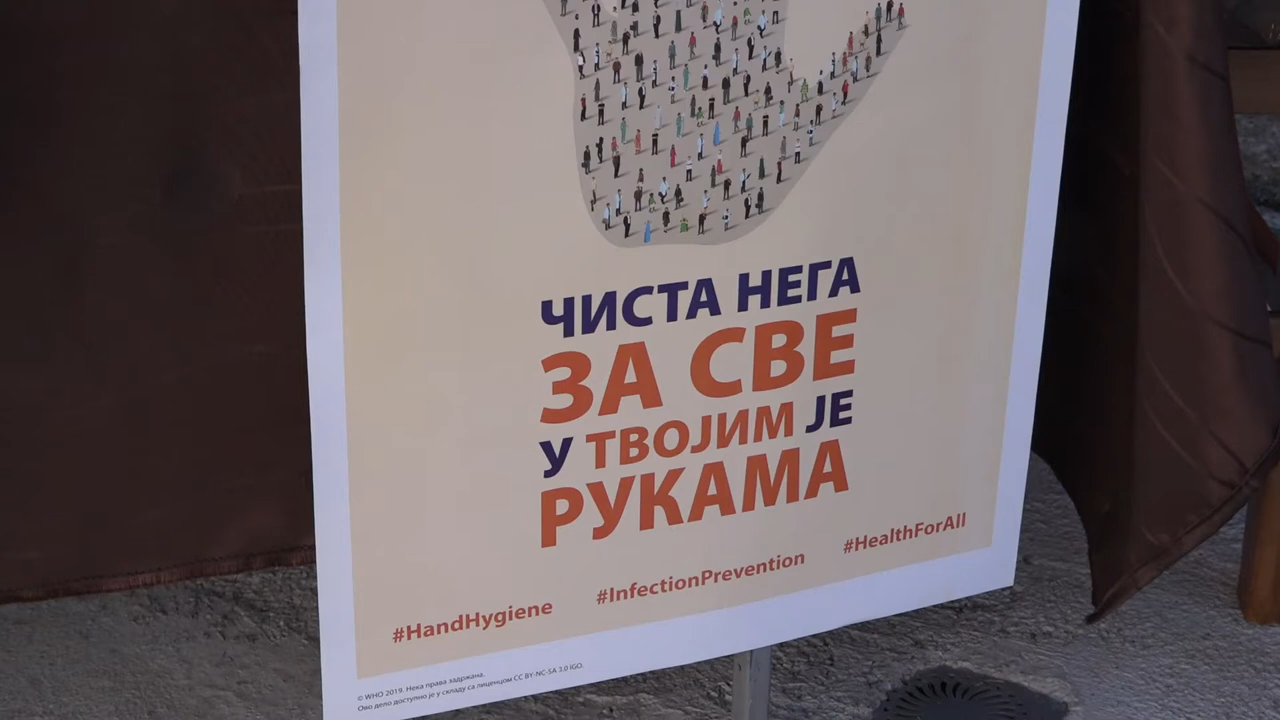 ЧИСТА НЕГА
ЗА СВЕ
У ТВОЈИМ ЈЕ
РУКАМА
#HandHygiene #InfectionPrevention #HealthForAll
© WHO 2019. Нека права задржана.
Ово дело доступно је у складу са лиценцом CC BY-NC-SA 3.0 IGO.